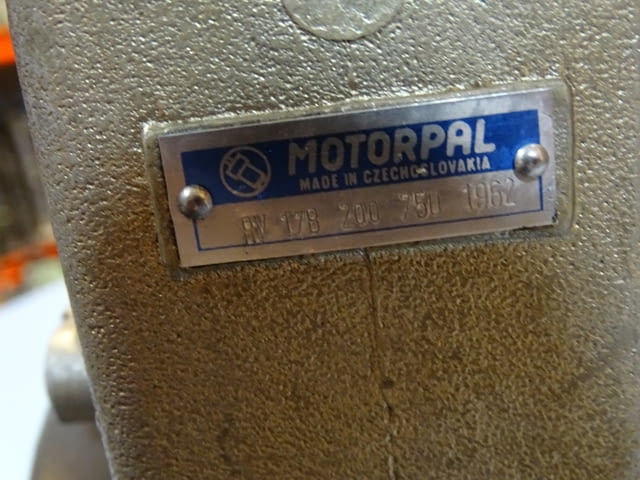 MOTORPAL
MADE IN CZECHOSLOVAKIA
RV 17B 200 750 1962